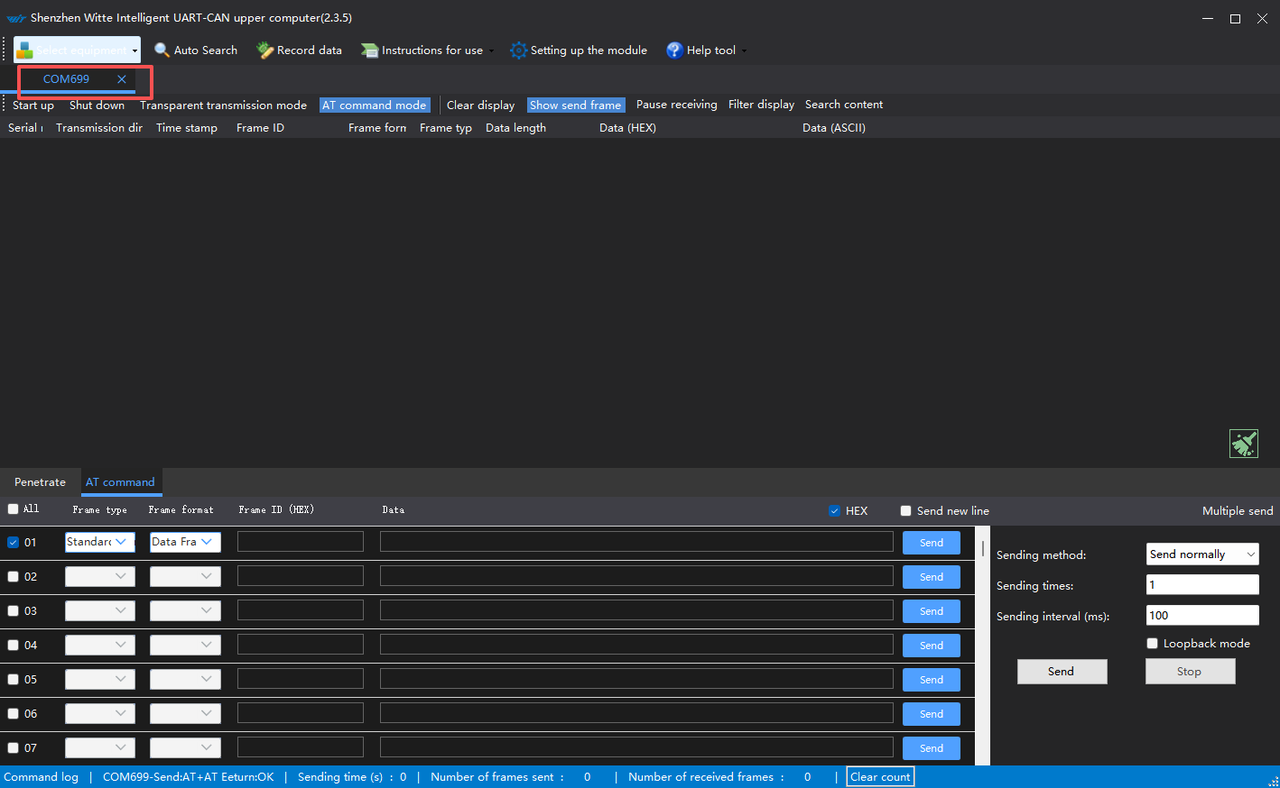 Shenzhen Witte Intelligent UART-CAN upper computer(2.3.5)
Select equipment Auto Search Record data Instructions for use Setting up the module Help tool
COM699
Start up Shut down Transparent transmission mode AT command mode Clear display Show send frame Pause receiving Filter display Search content
Serial Transmission dir Time stamp Frame ID Frame forn Frame typ Data length Data (HEX) Data (ASCII)
Penetrate AT command
All Frame type Frame format Frame ID (HEX) Data HEX Send new line Multiple send
01 Standard Data Fra Send
Sending method: Send normally
02 Send
Sending times: 1
03 Send
Sending interval (ms): 100
04 Send
Loopback mode
05 Send
Send Stop
06 Send
07 Send
Command log | COM699-Send:AT+AT Eeturn:OK | Sending time (s) : 0 | Number of frames sent : 0 | Number of received frames : 0 | Clear count